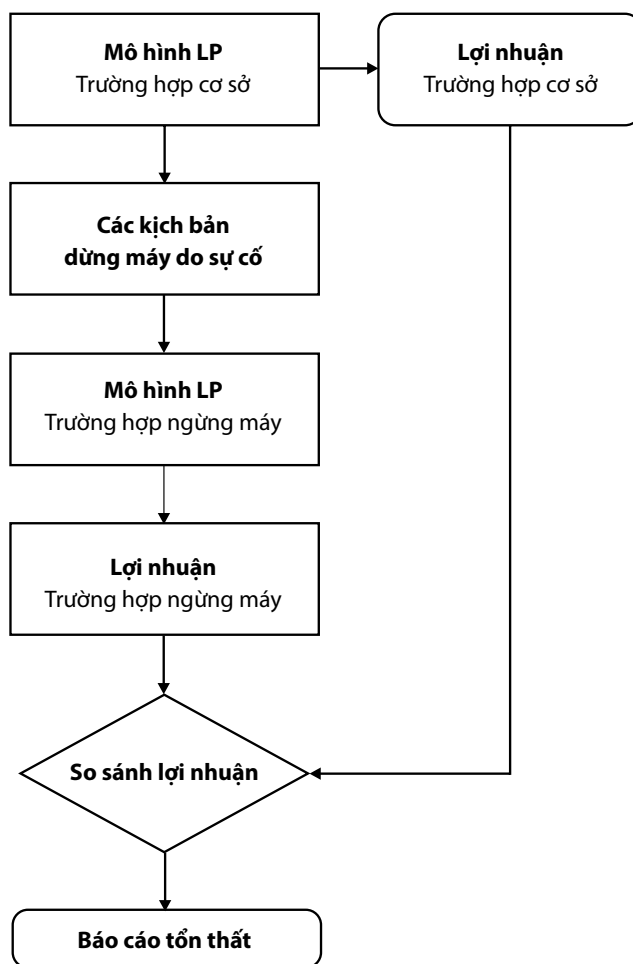 Mô hình LP
Trường hợp cơ sở
Lợi nhuận
Trường hợp cơ sở
Các kịch bản
dừng máy do sự cố
Mô hình LP
Trường hợp ngừng máy
Lợi nhuận
Trường hợp ngừng máy
So sánh lợi nhuận
Báo cáo tổn thất